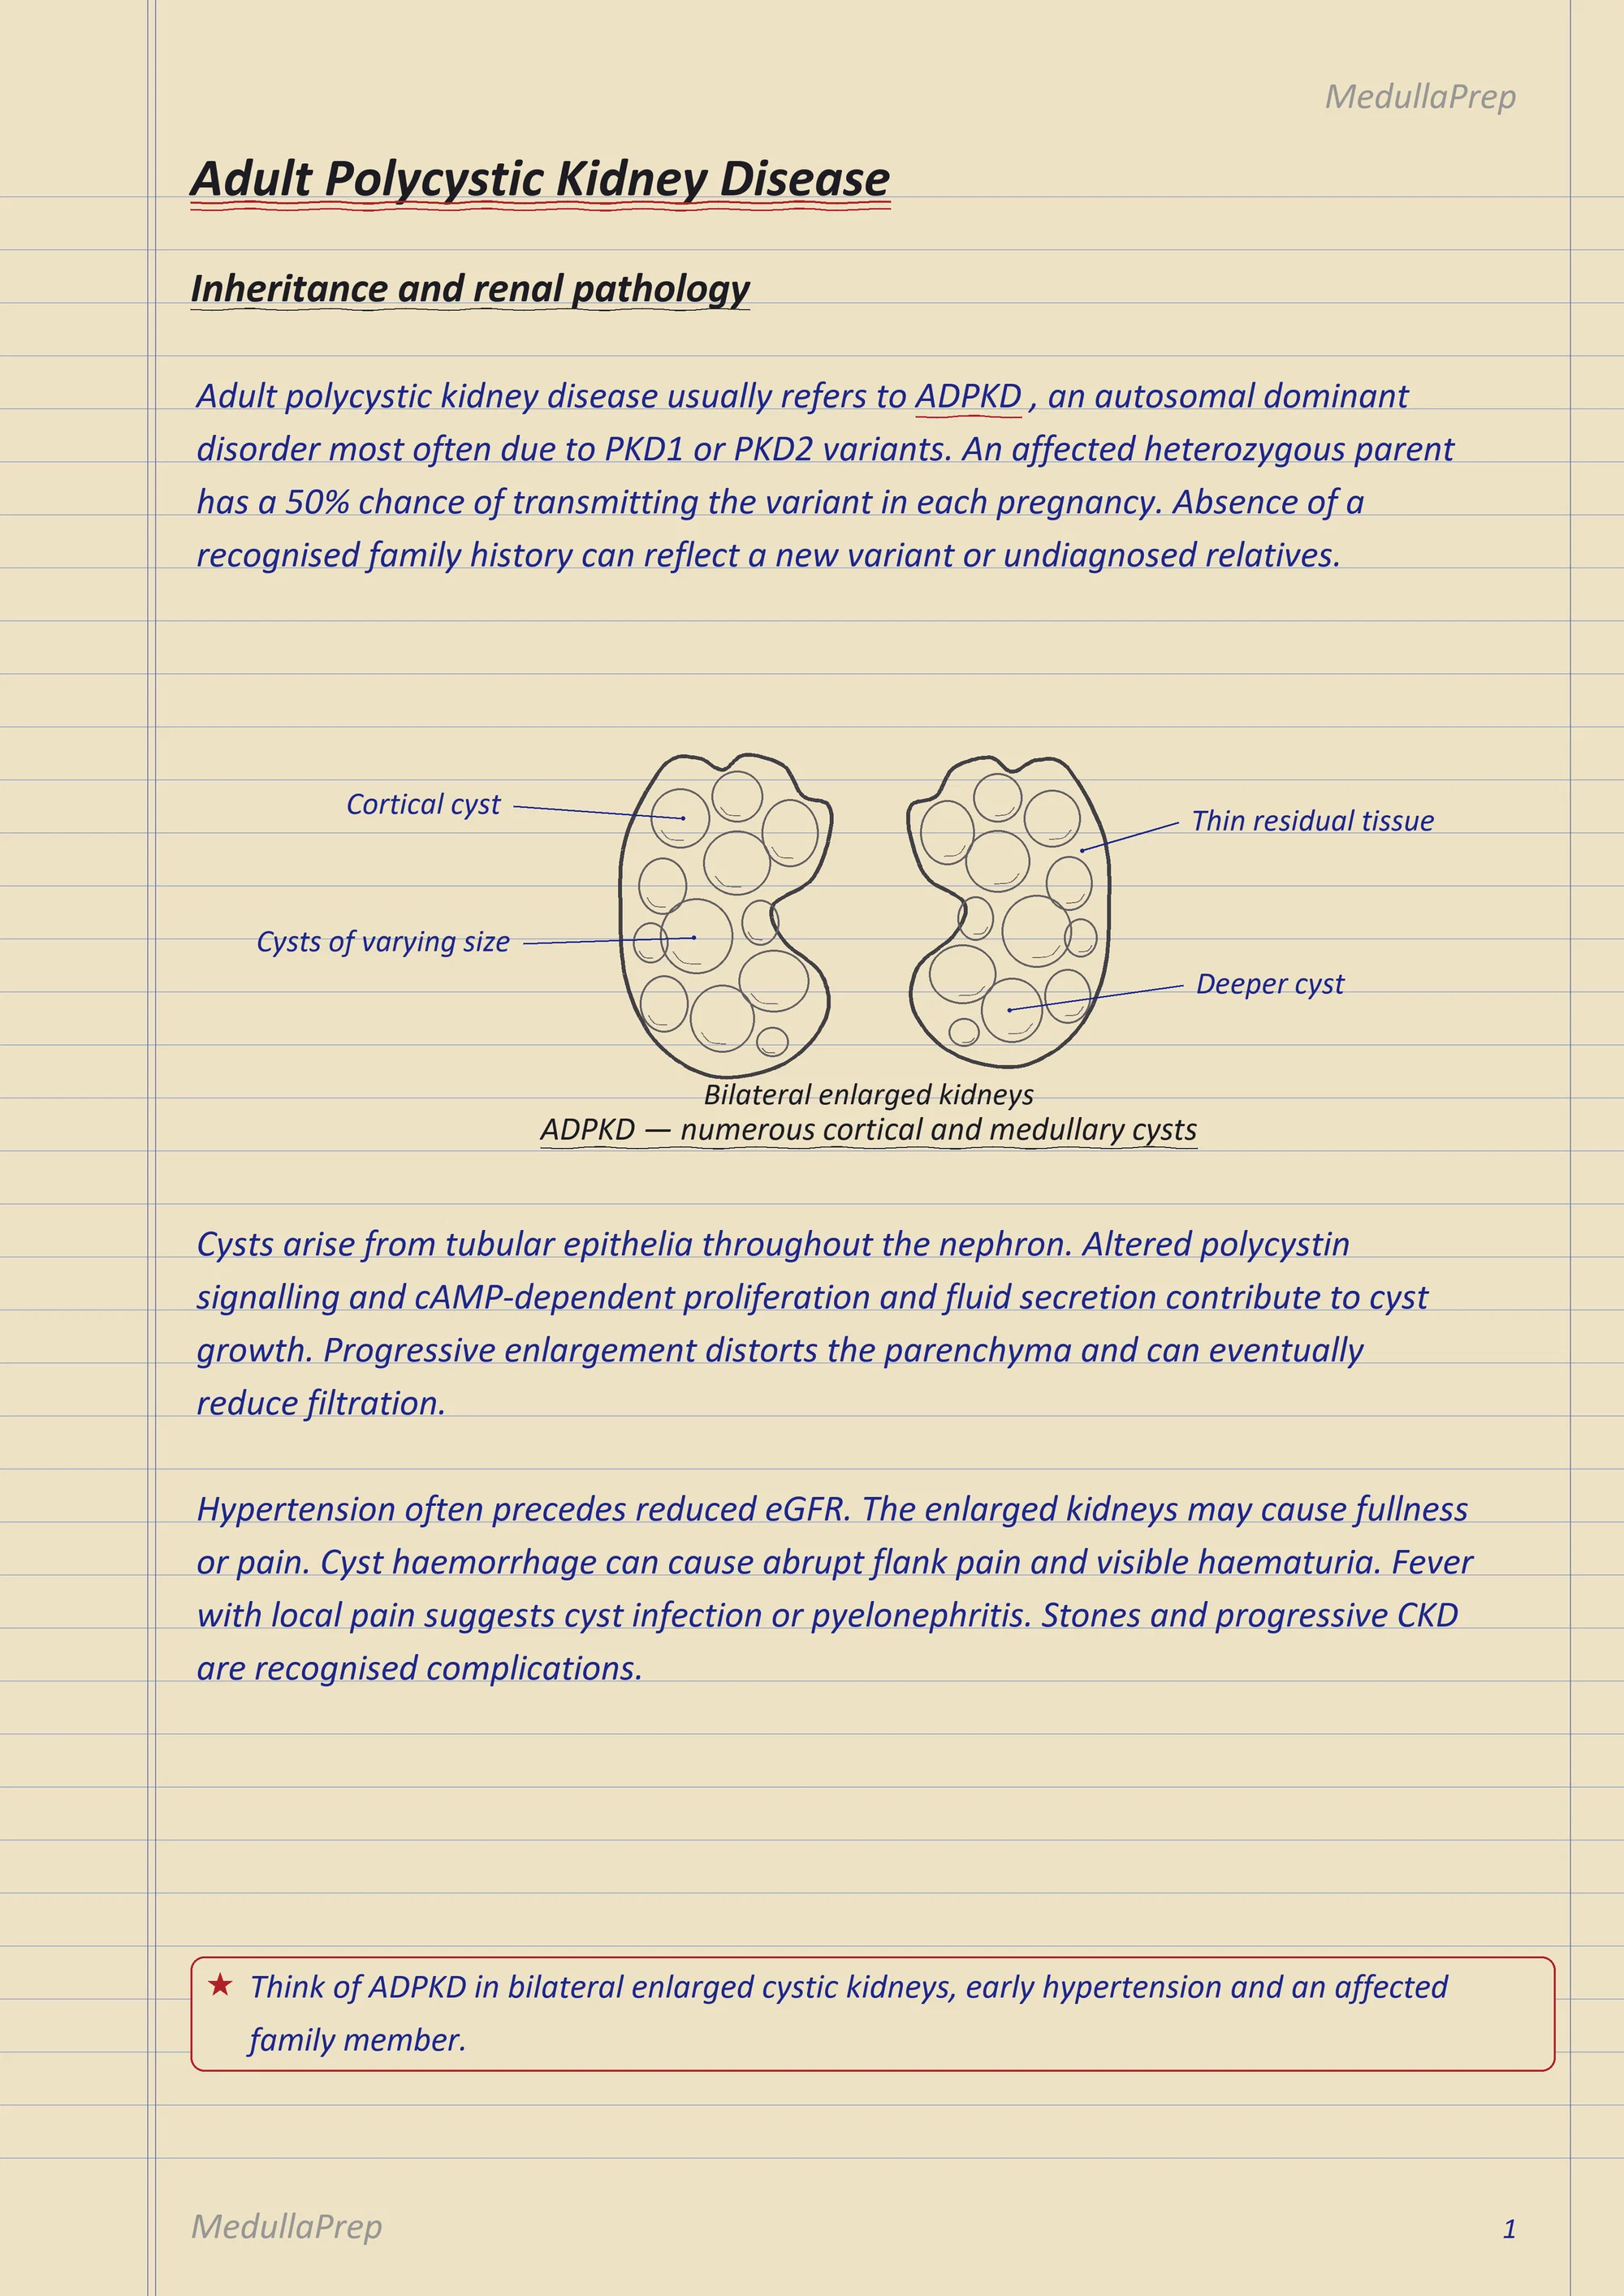 MedullaPrep
Adult Polycystic Kidney Disease
Inheritance and renal pathology
Adult polycystic kidney disease usually refers to ADPKD , an autosomal dominant
disorder most often due to PKD1 or PKD2 variants. An affected heterozygous parent
has a 50% chance of transmitting the variant in each pregnancy. Absence of a
recognised family history can reflect a new variant or undiagnosed relatives.
Cortical cyst
Thin residual tissue
Cysts of varying size
Deeper cyst
Bilateral enlarged kidneys
ADPKD — numerous cortical and medullary cysts
Cysts arise from tubular epithelia throughout the nephron. Altered polycystin
signalling and cAMP-dependent proliferation and fluid secretion contribute to cyst
growth. Progressive enlargement distorts the parenchyma and can eventually
reduce filtration.
Hypertension often precedes reduced eGFR. The enlarged kidneys may cause fullness
or pain. Cyst haemorrhage can cause abrupt flank pain and visible haematuria. Fever
with local pain suggests cyst infection or pyelonephritis. Stones and progressive CKD
are recognised complications.
★ Think of ADPKD in bilateral enlarged cystic kidneys, early hypertension and an affected
family member.
MedullaPrep
1